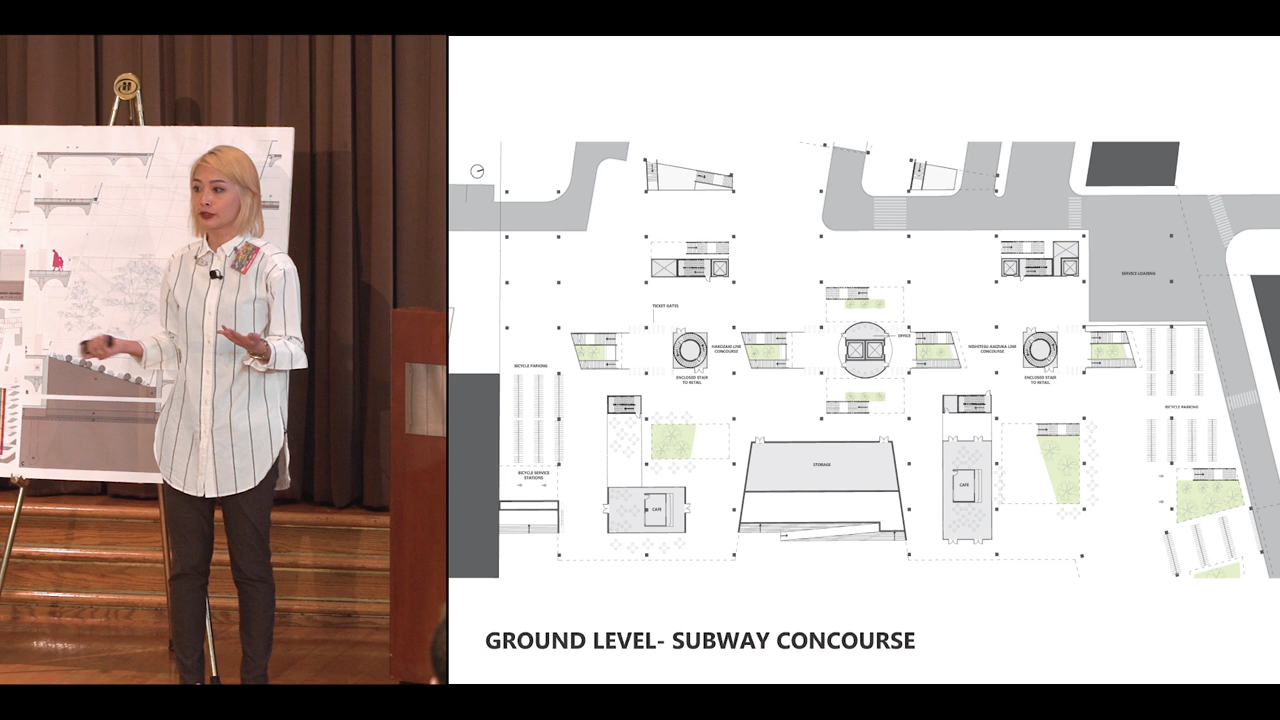 SERVICE LOADING
TICKET GATES
OFFICE
HAKOZAKI LINE
CONCOURSE
NISHITETSU KAIZUKA LINE
CONCOURSE
BICYCLE PARKING
ENCLOSED STAIR
TO RETAIL
ENCLOSED STAIR
TO RETAIL
BICYCLE PARKING
STORAGE
BICYCLE SERVICE
STATIONS
CAFE
CAFE
GROUND LEVEL- SUBWAY CONCOURSE